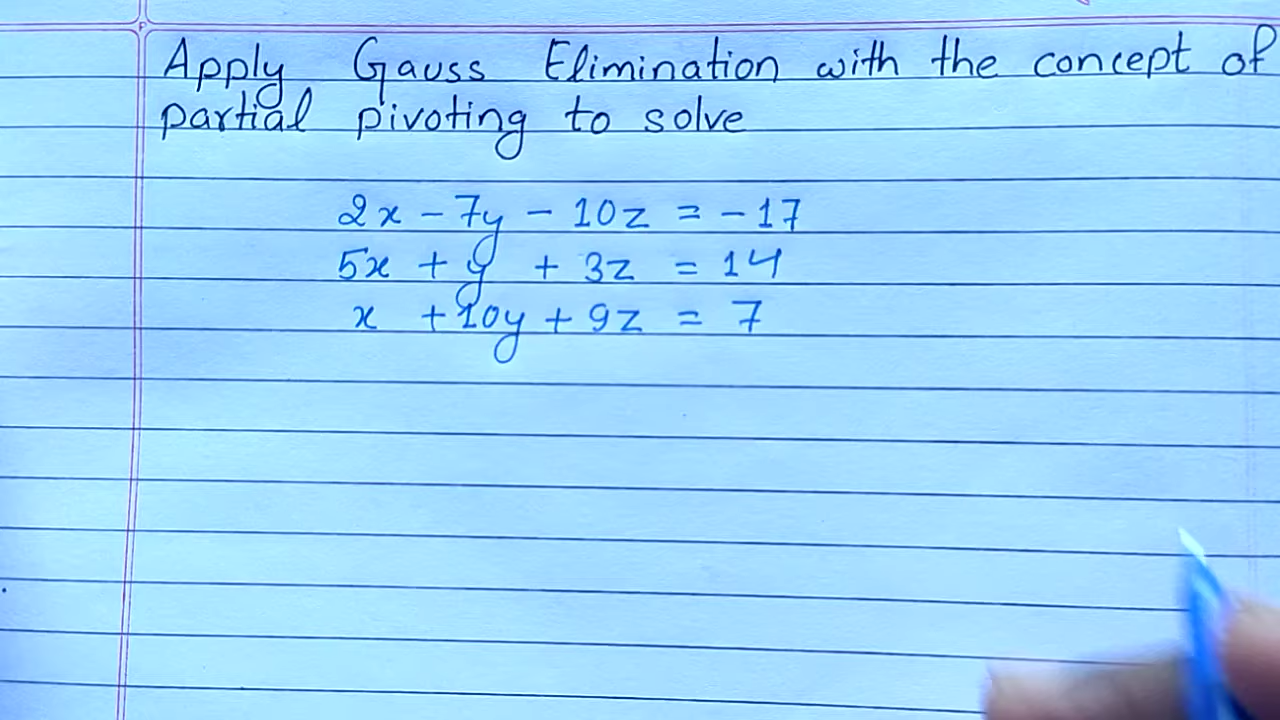 Apply Gauss Elimination with the concept of
partial pivoting to solve
2x - 7y - 10z = -17
5x + y + 3z = 14
x + 10y + 9z = 7